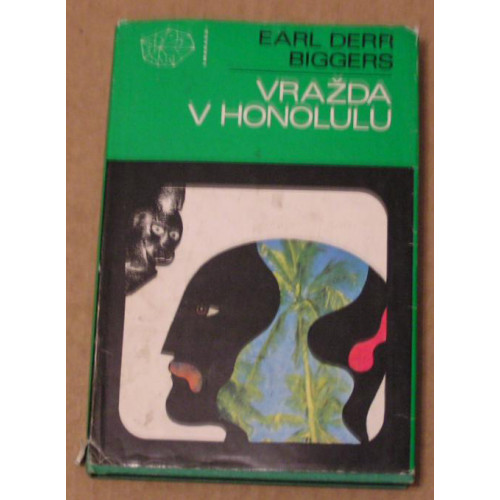 EARL DERR
BIGGERS
VRAŽDA
V HONOLULU